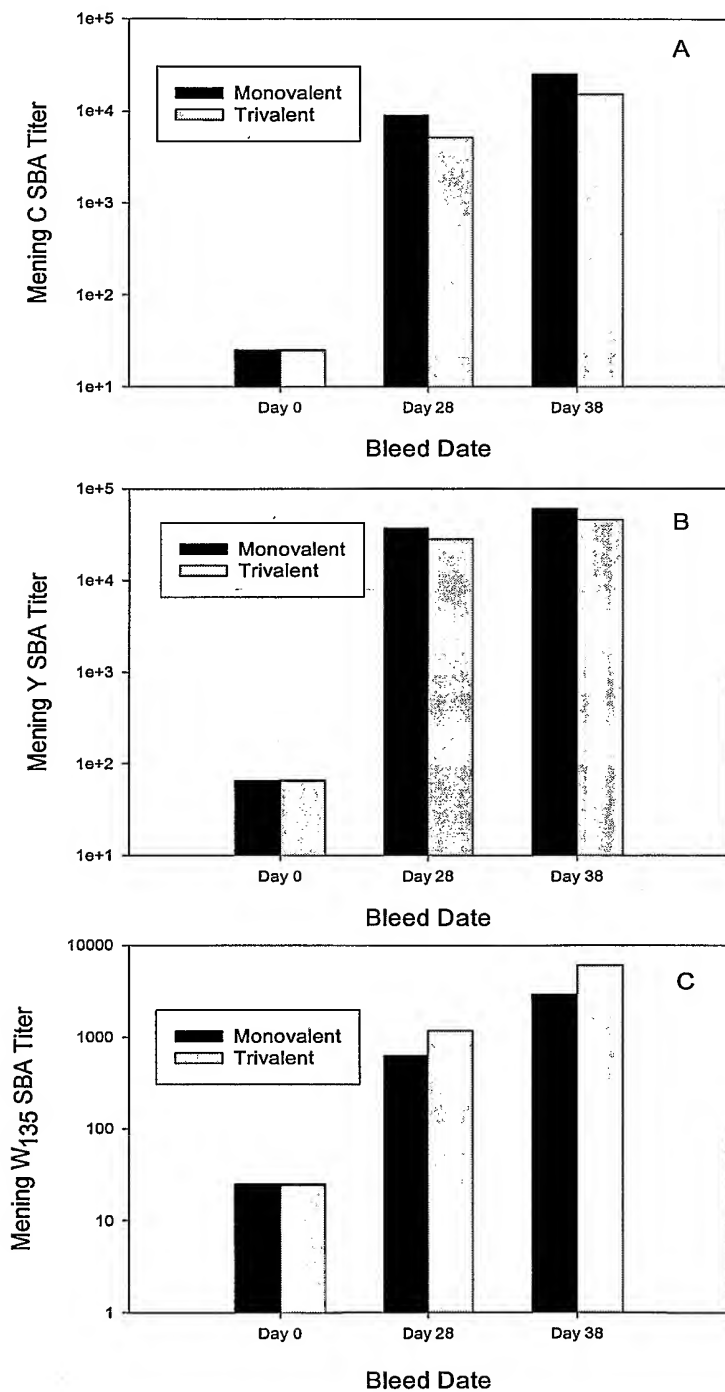 A
Monovalent
Trivalent
Mening C SBA Titer
1e+5
1e+4
1e+3
1e+2
1e+1
Day 0 Day 28 Day 38
Bleed Date
B
Monovalent
Trivalent
Mening Y SBA Titer
1e+5
1e+4
1e+3
1e+2
1e+1
Day 0 Day 28 Day 38
Bleed Date
C
Monovalent
Trivalent
Mening W135 SBA Titer
10000
1000
100
10
1
Day 0 Day 28 Day 38
Bleed Date